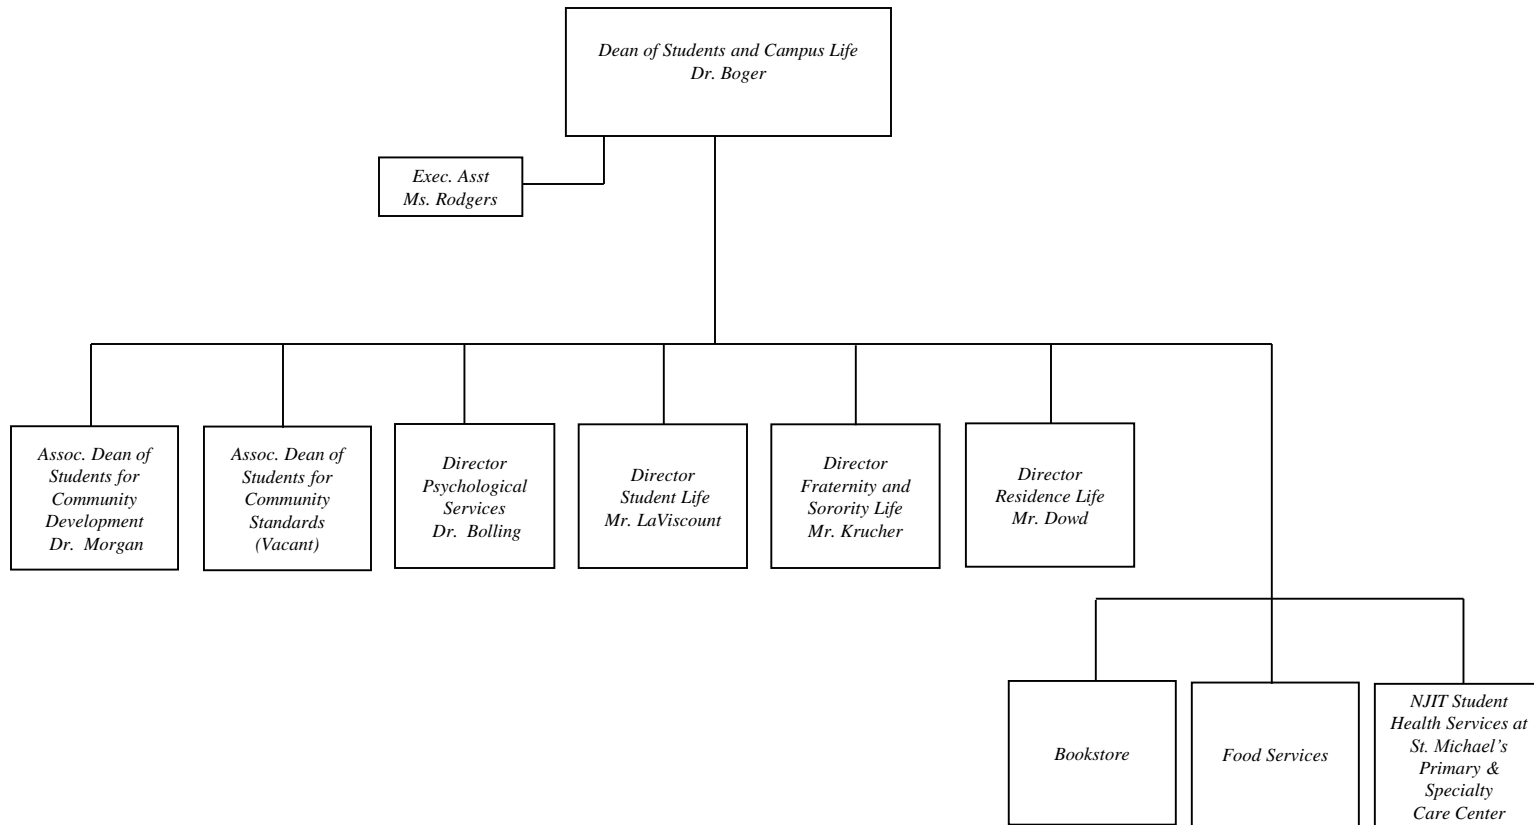 Dean of Students and Campus Life
Dr. Boger
Exec. Asst
Ms. Rodgers
Assoc. Dean of
Students for
Community
Development
Dr. Morgan
Assoc. Dean of
Students for
Community
Standards
(Vacant)
Director
Psychological
Services
Dr. Bolling
Director
Student Life
Mr. LaViscount
Director
Fraternity and
Sorority Life
Mr. Krucher
Director
Residence Life
Mr. Dowd
Bookstore
Food Services
NJIT Student
Health Services at
St. Michael’s
Primary &
Specialty
Care Center